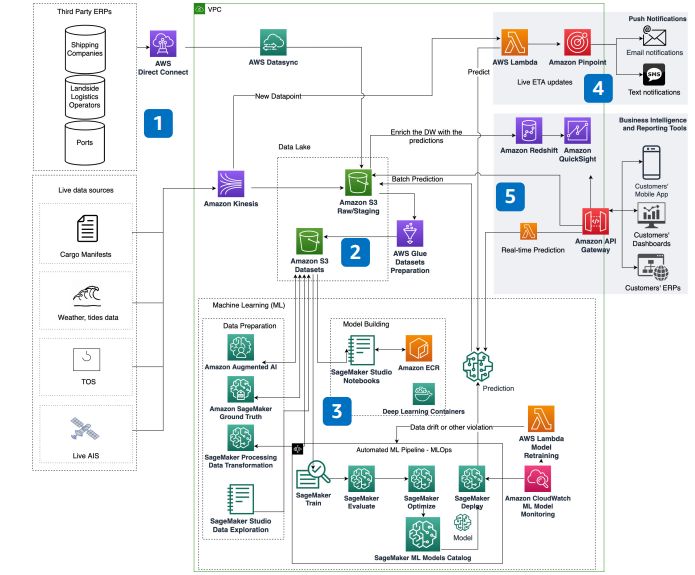 Third Party ERPs
Shipping
Companies
Landside
Logistics
Operators
Ports
AWS
Direct Connect
1
VPC
AWS Datasync
New Datapoint
Predict
AWS Lambda
Amazon Pinpoint
Live ETA updates
4
Push Notifications
Email notifications
SMS
Text notifications
Live data sources
Cargo Manifests
Weather, tides data
TOS
Live AIS
Amazon Kinesis
Data Lake
Amazon S3
Raw/Staging
Amazon S3
Datasets
2
AWS Glue
Datasets
Preparation
Enrich the DW with the
predictions
Batch Prediction
5
Amazon Redshift
Amazon
QuickSight
Business Intelligence
and Reporting Tools
Customers'
Mobile App
Customers'
Dashboards
Customers' ERPs
Real-time Prediction
Amazon API
Gateway
Machine Learning (ML)
Data Preparation
Amazon Augmented AI
Amazon SageMaker
Ground Truth
SageMaker Processing
Data Transformation
SageMaker Studio
Data Exploration
Model Building
SageMaker Studio
Notebooks
Amazon ECR
Deep Learning Containers
3
Prediction
Data drift or other violation
AWS Lambda
Model
Retraining
Automated ML Pipeline - MLOps
SageMaker
Train
SageMaker
Evaluate
SageMaker
Optimize
SageMaker
Deploy
Amazon CloudWatch
ML Model
Monitoring
Model
SageMaker ML Models Catalog